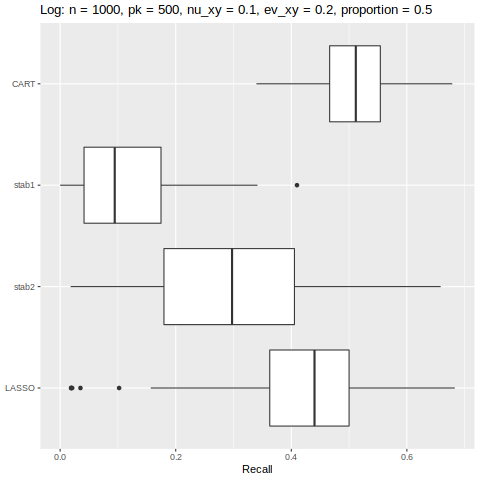 Log: n = 1000, pk = 500, nu_xy = 0.1, ev_xy = 0.2, proportion = 0.5
CART
stab1
stab2
LASSO
0.0 0.2 0.4 0.6
Recall